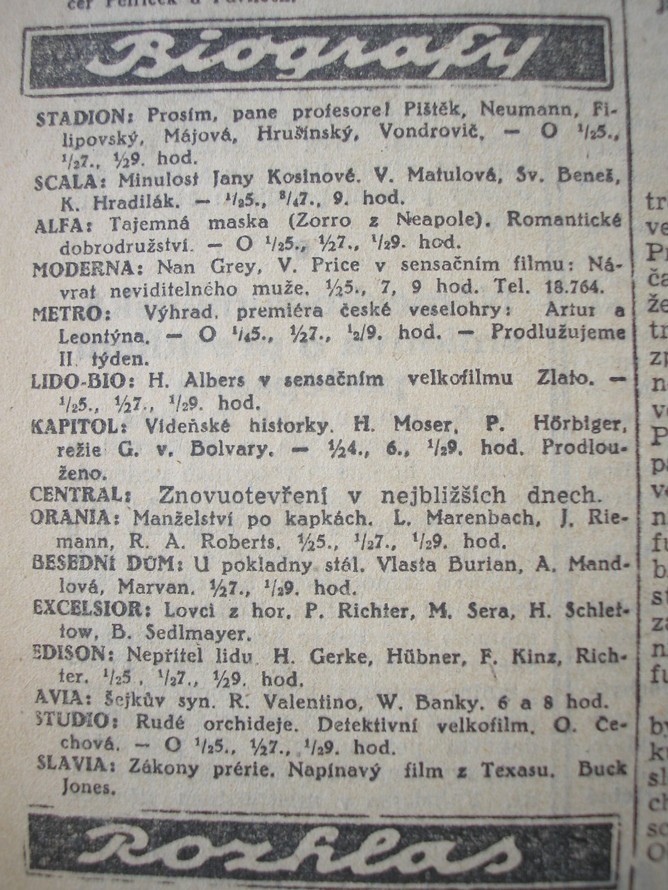 Biografy
STADION: Prosím, pane profesore! Pištěk, Neumann, Fi-
lipovský, Májová, Hrušínský, Vondrovič. — O ½5.,
½7., ½9. hod.
SCALA: Minulost Jany Kosinové. V. Matulová, Sv. Beneš,
K. Hradilák. — ½5., ¾7., 9. hod.
ALFA: Tajemná maska (Zorro z Neapole). Romantické
dobrodružství. — O ½5., ½7., ½9. hod.
MODERNA: Nan Grey, V. Price v sensačním filmu: Ná-
vrat neviditelného muže. ½5., 7, 9 hod. Tel. 18.764.
METRO: Výhrad. premiéra české veselohry: Artur a
Leontýna. — O ¼5., ½7., ½9. hod. — Prodlužujeme
II. týden.
LIDO-BIO: H. Albers v sensačním velkofilmu Zlato. —
½5., ½7., ½9. hod.
KAPITOL: Vídeňské historky. H. Moser, P. Hörbiger,
režie G. v. Bolvary. — ½4., 6., ½9. hod. Prodlou-
ženo.
CENTRAL: Znovuotevření v nejbližších dnech.
ORANIA: Manželství po kapkách. L. Marenbach, J. Rie-
mann, R. A. Roberts. ½5., ½7., ½9. hod.
BESEDNÍ DŮM: U pokladny stál. Vlasta Burian, A. Mand-
lová, Marvan. ½7., ½9. hod.
EXCELSIOR: Lovci z hor. P. Richter, M. Sera, H. Schlet-
tow, B. Sedlmayer.
EDISON: Nepřítel lidu. H. Gerke, Hübner, F. Kinz, Rich-
ter. ½5., ½7., ½9. hod.
AVIA: Šejkův syn. R. Valentino, W. Banky. 6 a 8 hod.
STUDIO: Rudé orchideje. Detektivní velkofilm. O. Če-
chová. — O ½5., ½7., ½9. hod.
SLAVIA: Zákony prérie. Napínavý film z Texasu. Buck
Jones.
Rozhlas